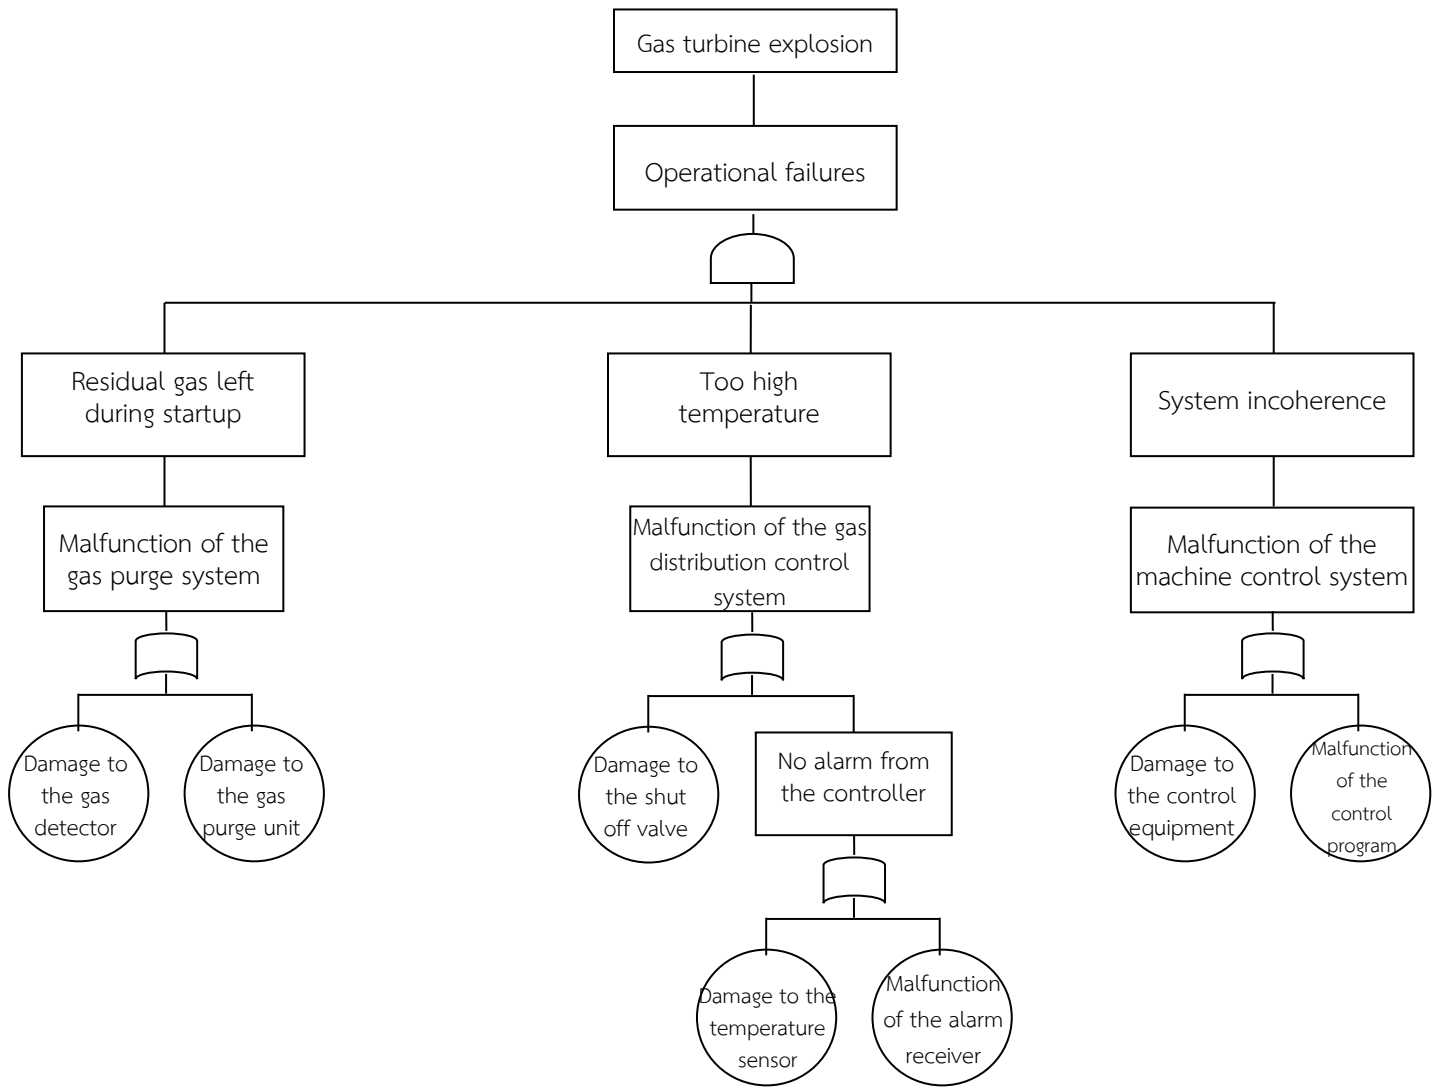 Gas turbine explosion
Operational failures
Residual gas left
during startup
Too high
temperature
System incoherence
Malfunction of the
gas purge system
Malfunction of the gas
distribution control
system
Malfunction of the
machine control system
Damage to
the gas
detector
Damage to
the gas
purge unit
Damage to
the shut
off valve
No alarm from
the controller
Damage to
the control
equipment
Malfunction
of the
control
program
Damage to the
temperature
sensor
Malfunction
of the alarm
receiver